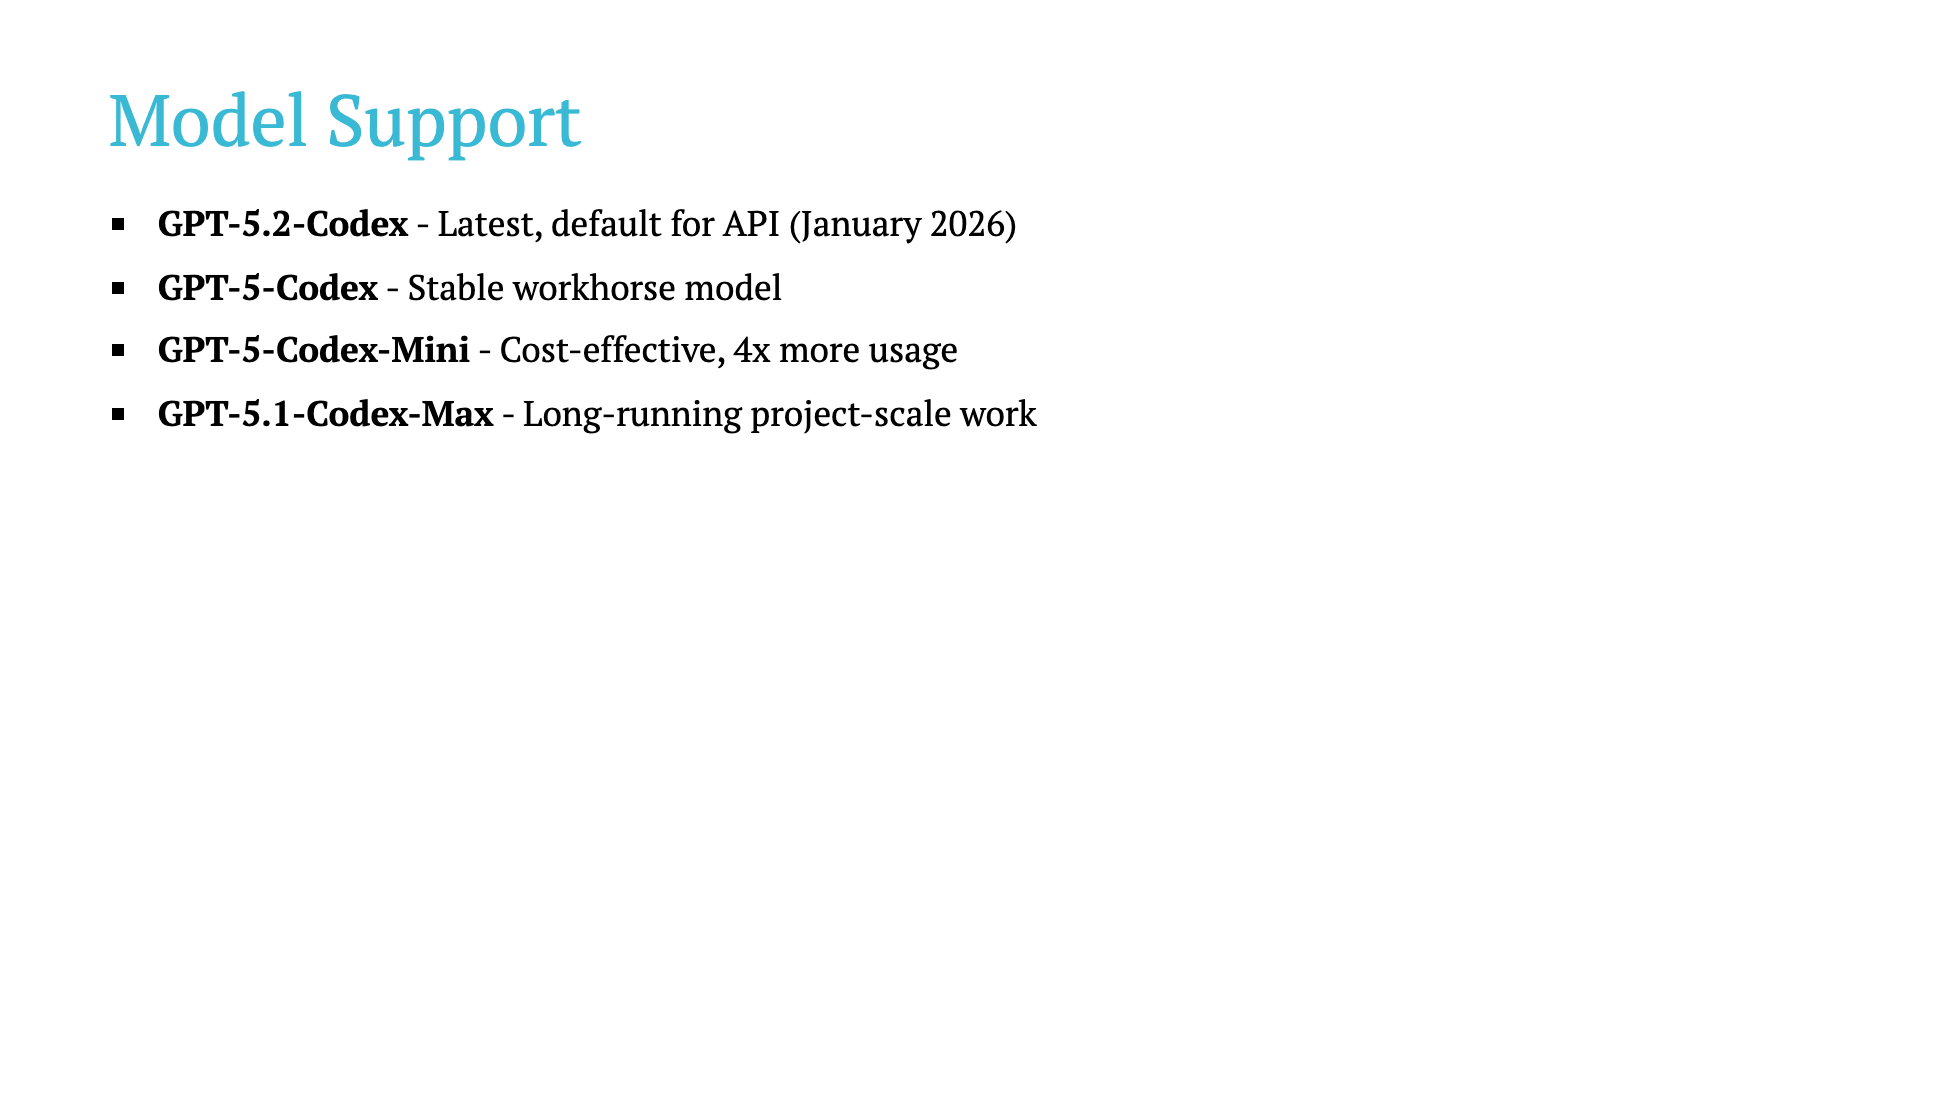 Model Support
▪ GPT-5.2-Codex - Latest, default for API (January 2026)
▪ GPT-5-Codex - Stable workhorse model
▪ GPT-5-Codex-Mini - Cost-effective, 4x more usage
▪ GPT-5.1-Codex-Max - Long-running project-scale work